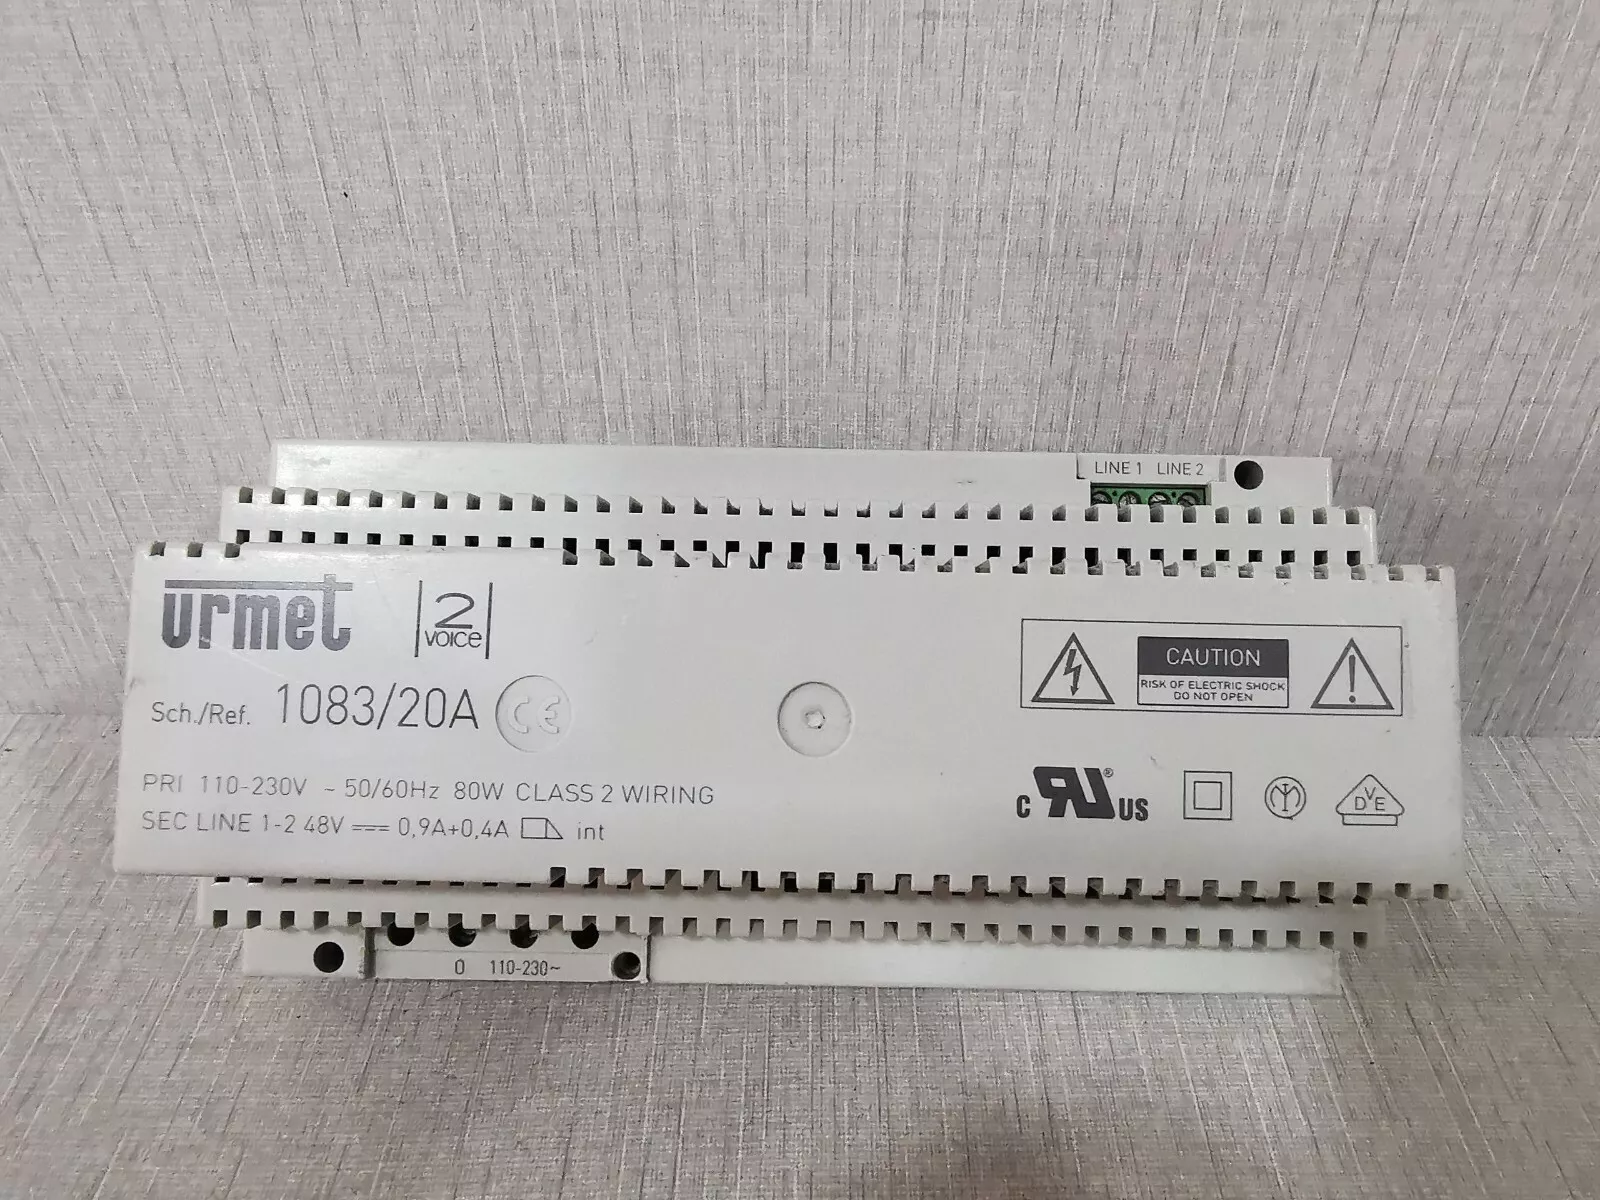 LINE 1 LINE 2
urmet
2
VOICE
Sch./Ref. 1083/20A CE
PRI 110-230V ~ 50/60Hz 80W CLASS 2 WIRING
SEC LINE 1-2 48V 0,9A+0,4A int
CAUTION
RISK OF ELECTRIC SHOCK
DO NOT OPEN
C RU® US
DVE
0 110-230~